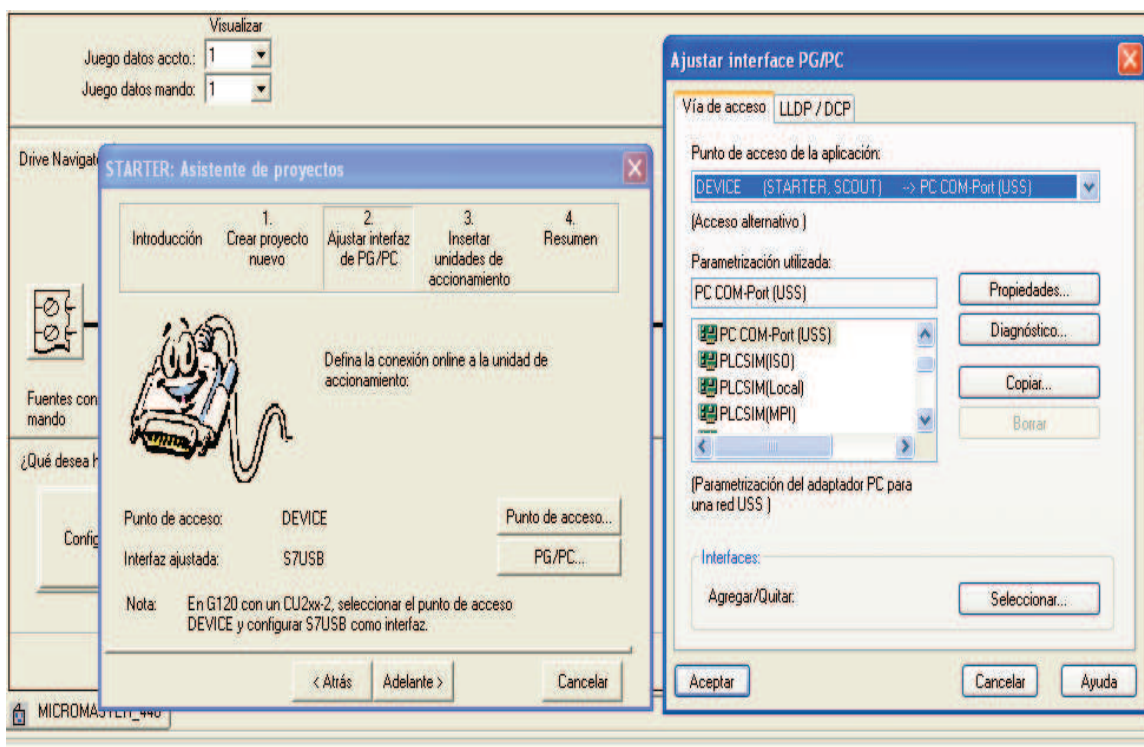 Visualizar
Juego datos accto.: 1
Juego datos mando: 1
Drive Navigato
Fuentes con
mando
¿Qué desea h
Config
STARTER: Asistente de proyectos
Introducción
1.
Crear proyecto
nuevo
2.
Ajustar interfaz
de PG/PC
3.
Insertar
unidades de
accionamiento
4.
Resumen
Defina la conexión online a la unidad de
accionamiento:
Punto de acceso: DEVICE Punto de acceso...
Interfaz ajustada: S7USB PG/PC...
Nota: En G120 con un CU2xx-2, seleccionar el punto de acceso
DEVICE y configurar S7USB como interfaz.
< Atrás Adelante > Cancelar
Ajustar interface PG/PC
Vía de acceso LLDP / DCP
Punto de acceso de la aplicación:
DEVICE (STARTER, SCOUT) --> PC COM-Port (USS)
(Acceso alternativo )
Parametrización utilizada:
PC COM-Port (USS) Propiedades...
PC COM-Port (USS) Diagnóstico...
PLCSIM(ISO)
PLCSIM(Local) Copiar...
PLCSIM(MPI) Borrar
(Parametrización del adaptador PC para
una red USS )
Interfaces:
Agregar/Quitar: Seleccionar...
Aceptar Cancelar Ayuda
MICROMASTER_440